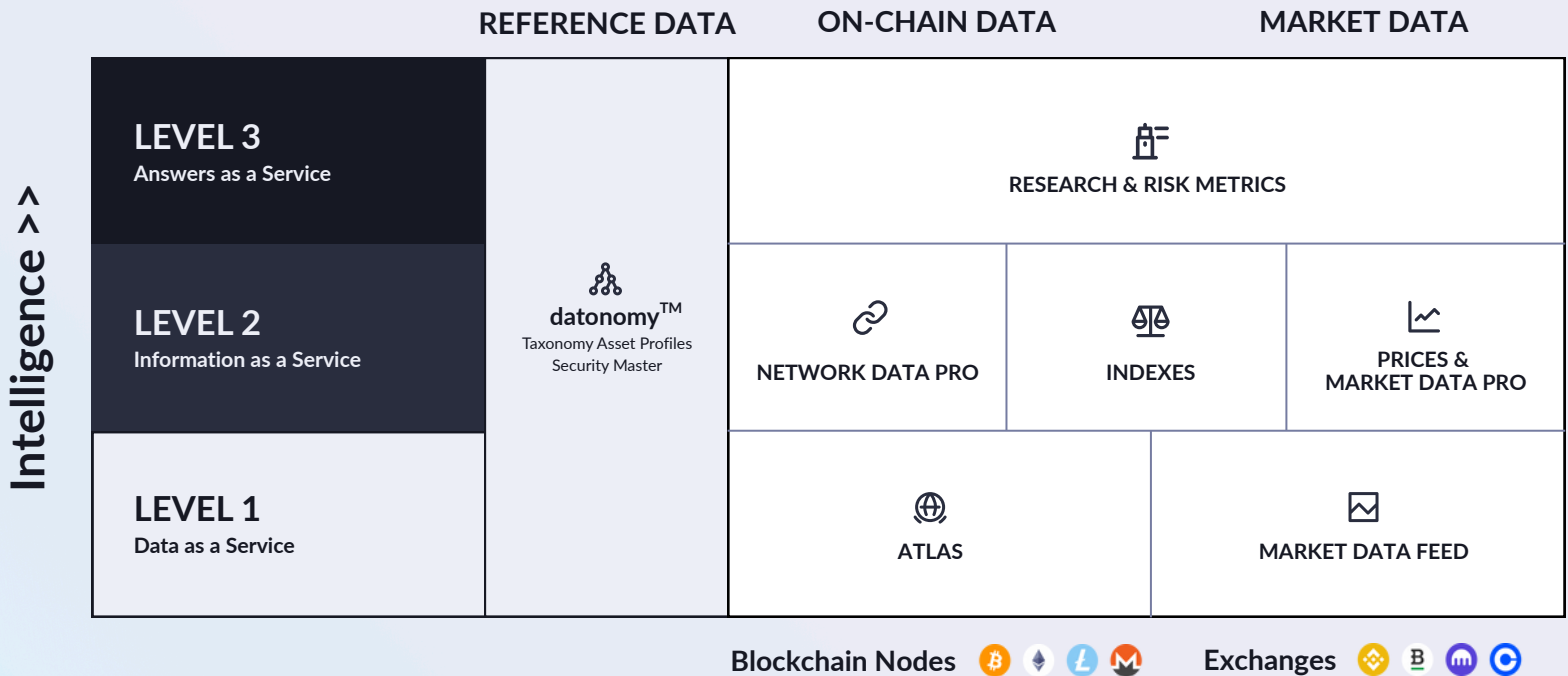 REFERENCE DATA
ON-CHAIN DATA
MARKET DATA
Intelligence >>
LEVEL 3
Answers as a Service
RESEARCH & RISK METRICS
LEVEL 2
Information as a Service
datonomy™
Taxonomy Asset Profiles
Security Master
NETWORK DATA PRO
INDEXES
PRICES &
MARKET DATA PRO
LEVEL 1
Data as a Service
ATLAS
MARKET DATA FEED
Blockchain Nodes
Exchanges